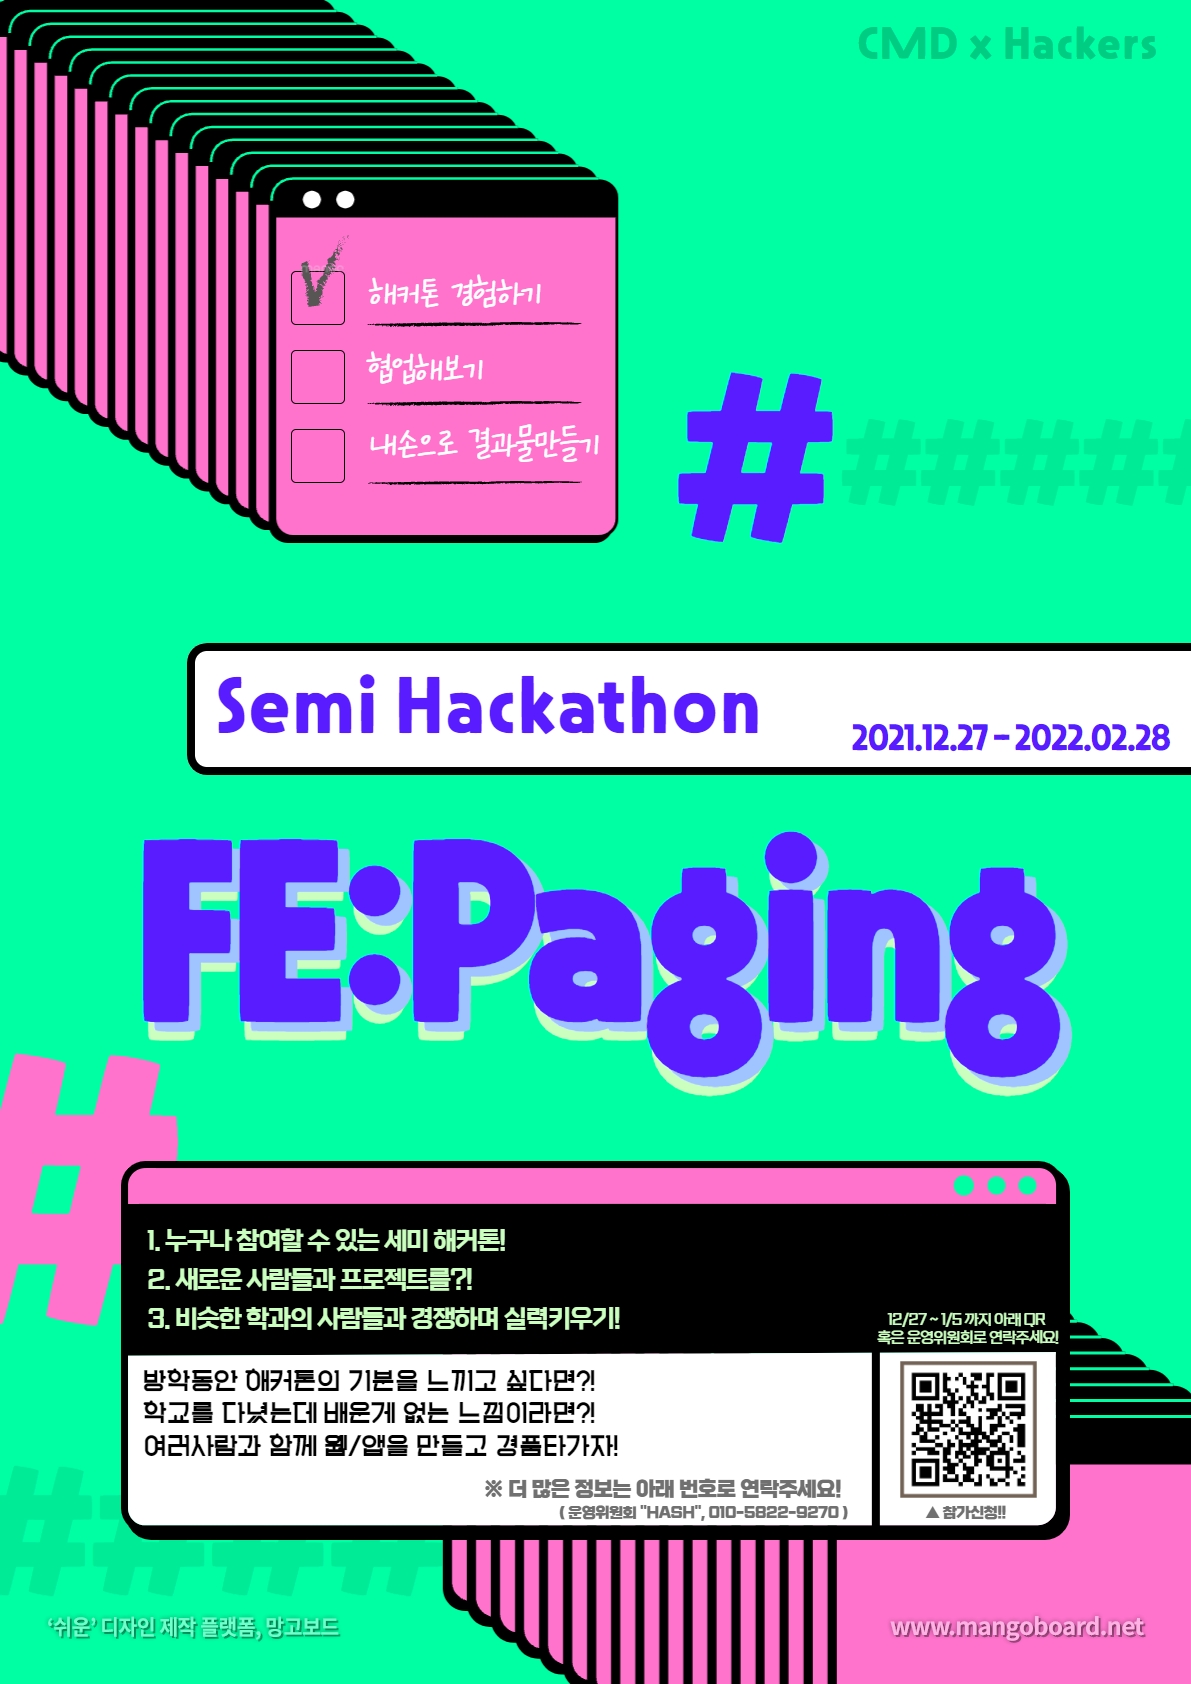 CMD x Hackers
해커톤 경험하기
협업해보기
내손으로 결과물만들기
# #####
Semi Hackathon
2021.12.27 - 2022.02.28
FE:Paging
#
1. 누구나 참여할 수 있는 세미 해커톤!
2. 새로운 사람들과 프로젝트를?!
3. 비슷한 학과의 사람들과 경쟁하며 실력키우기!
12/27 ~ 1/5 까지 아래 QR
혹은 운영위원회로 연락주세요!
방학동안 해커톤의 기분을 느끼고 싶다면?!
학교를 다녔는데 배운게 없는 느낌이라면?!
여러사람과 함께 웹/앱을 만들고 경품타가자!
※ 더 많은 정보는 아래 번호로 연락주세요!
( 운영위원회 "HASH", 010-5822-9270 )
▲ 참가신청!!
####
'쉬운' 디자인 제작 플랫폼, 망고보드
www.mangoboard.net